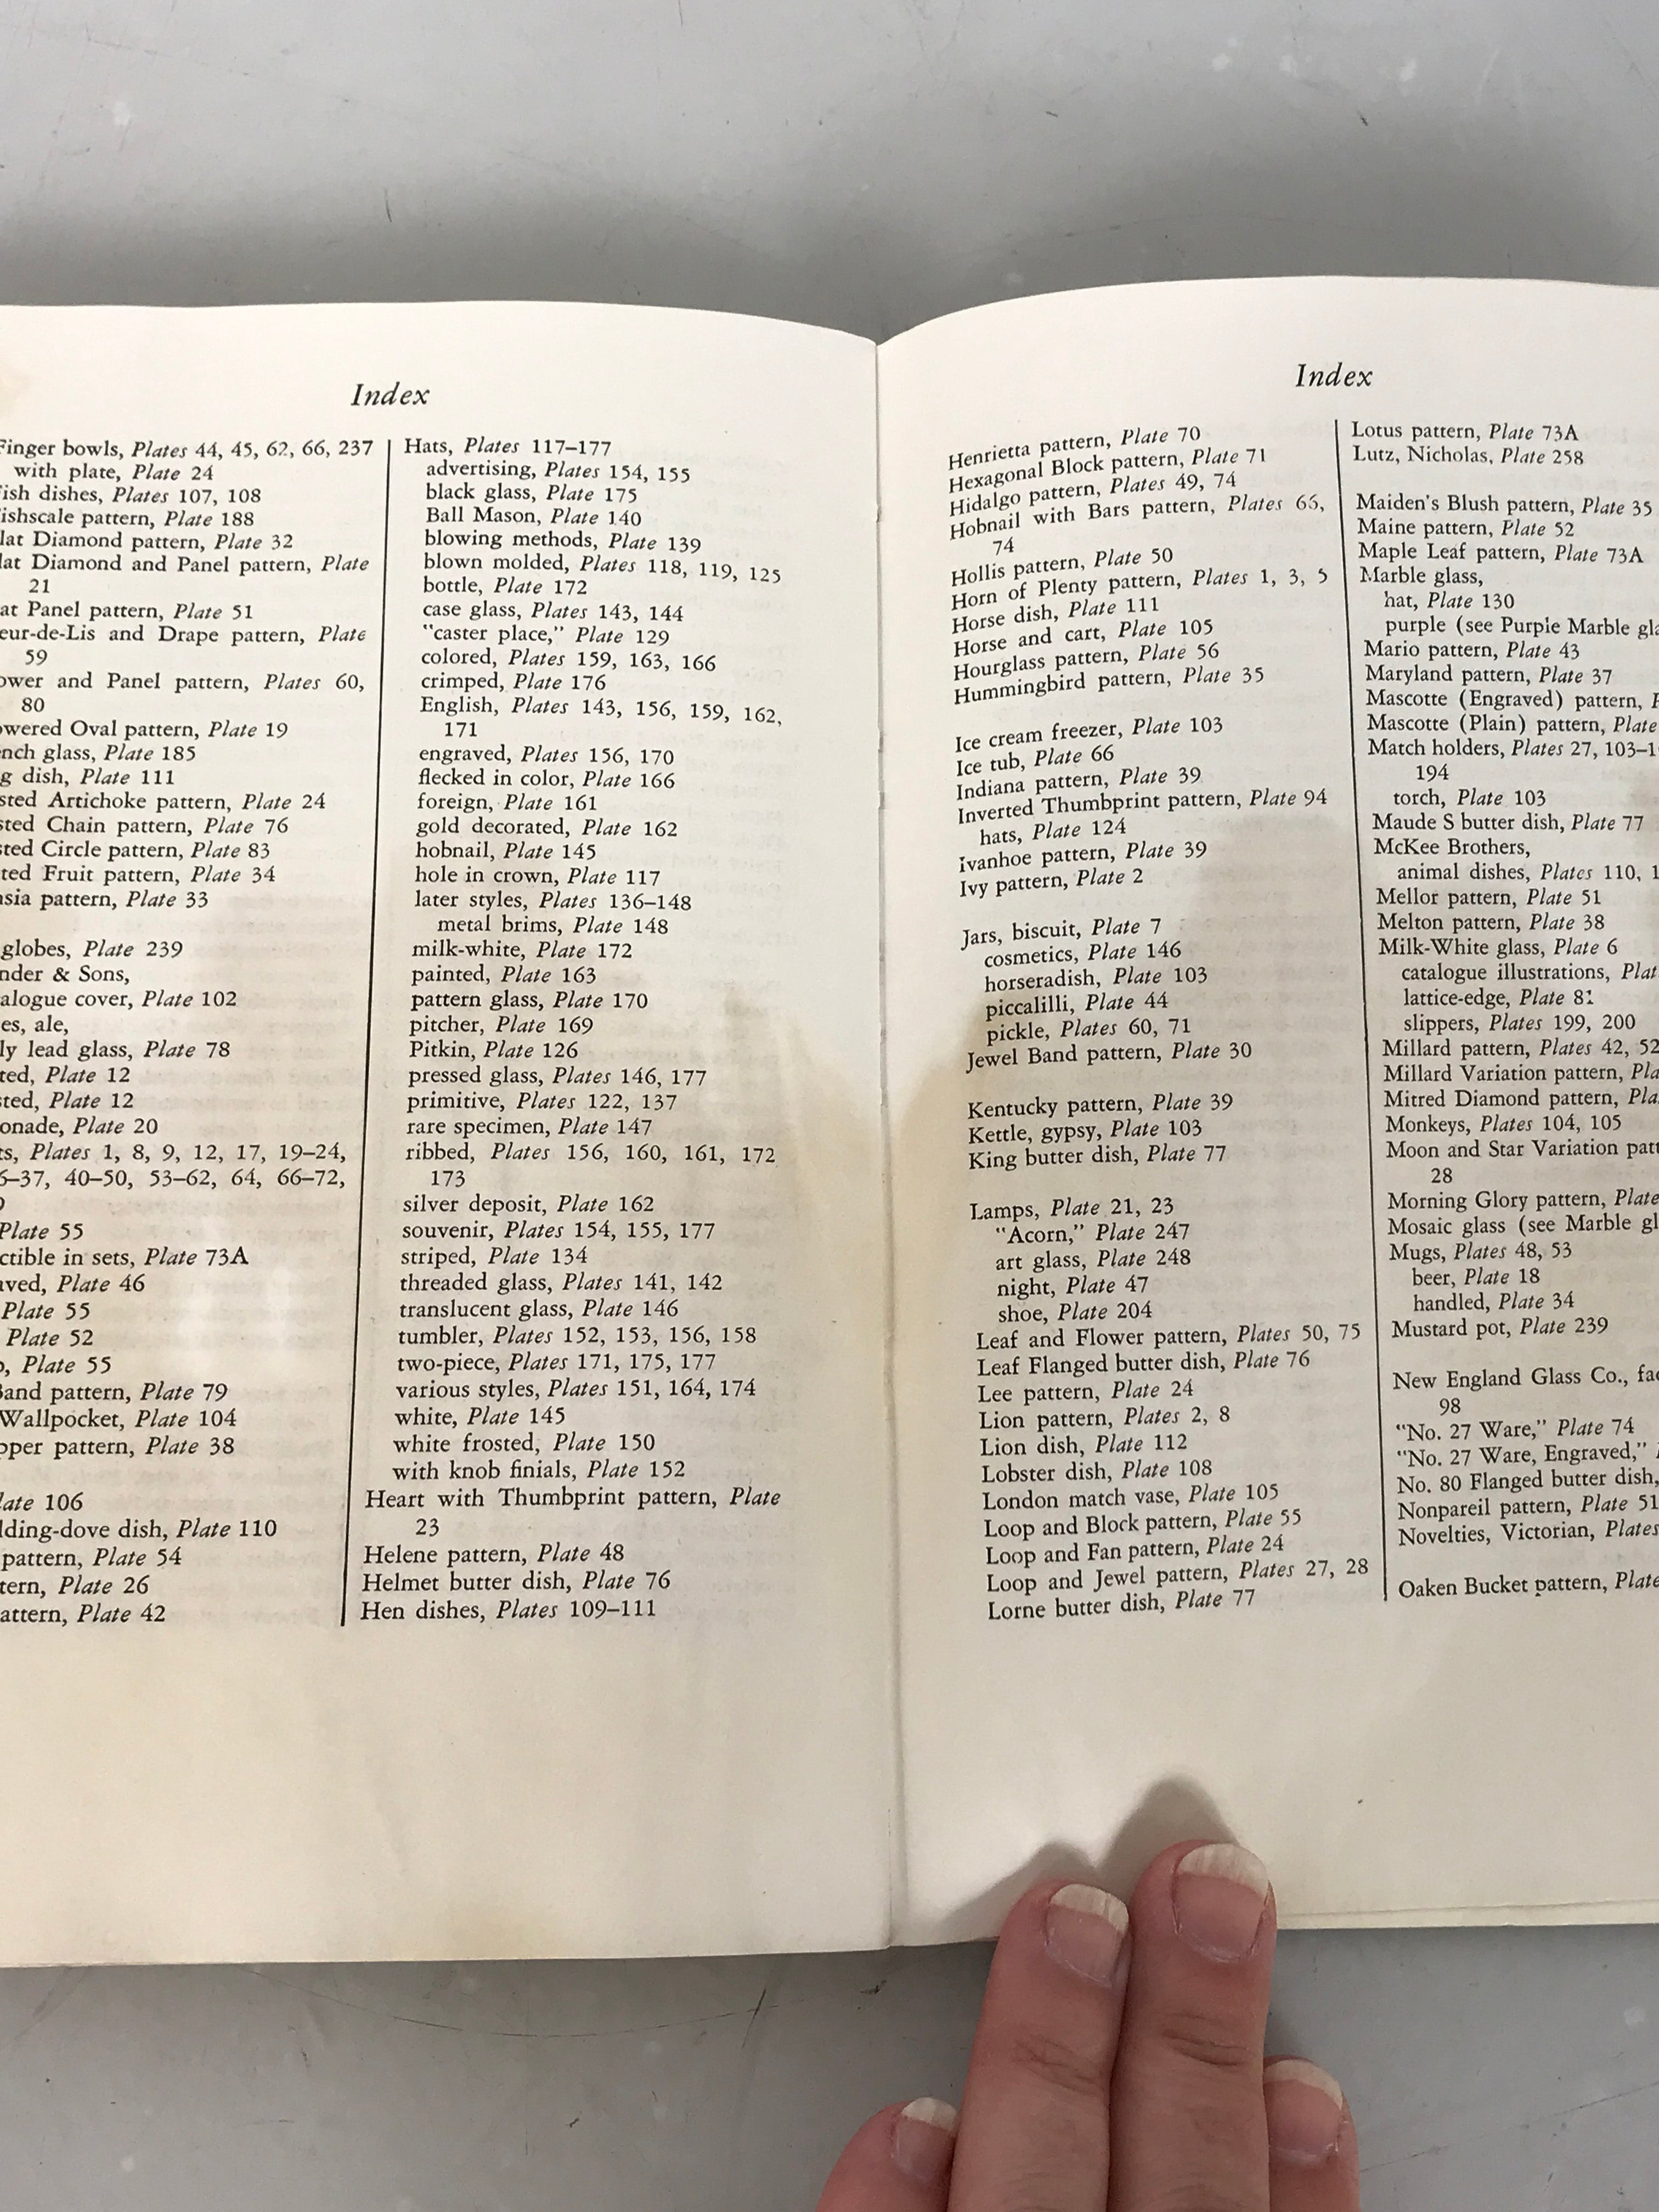 Index
Finger bowls, Plates 44, 45, 62, 66, 237
with plate, Plate 24
ish dishes, Plates 107, 108
ishscale pattern, Plate 188
lat Diamond pattern, Plate 32
lat Diamond and Panel pattern, Plate
21
at Panel pattern, Plate 51
eur-de-Lis and Drape pattern, Plate
59
ower and Panel pattern, Plates 60,
80
owered Oval pattern, Plate 19
nch glass, Plate 185
g dish, Plate 111
sted Artichoke pattern, Plate 24
sted Chain pattern, Plate 76
sted Circle pattern, Plate 83
ted Fruit pattern, Plate 34
sia pattern, Plate 33
globes, Plate 239
nder & Sons,
alogue cover, Plate 102
es, ale,
ly lead glass, Plate 78
ted, Plate 12
sted, Plate 12
onade, Plate 20
ts, Plates 1, 8, 9, 12, 17, 19–24,
–37, 40–50, 53–62, 64, 66–72,
Plate 55
ctible in sets, Plate 73A
aved, Plate 46
Plate 55
Plate 52
Plate 55
Band pattern, Plate 79
Wallpocket, Plate 104
pper pattern, Plate 38
late 106
lding-dove dish, Plate 110
pattern, Plate 54
tern, Plate 26
attern, Plate 42
Hats, Plates 117–177
advertising, Plates 154, 155
black glass, Plate 175
Ball Mason, Plate 140
blowing methods, Plate 139
blown molded, Plates 118, 119, 125
bottle, Plate 172
case glass, Plates 143, 144
"caster place," Plate 129
colored, Plates 159, 163, 166
crimped, Plate 176
English, Plates 143, 156, 159, 162,
171
engraved, Plates 156, 170
flecked in color, Plate 166
foreign, Plate 161
gold decorated, Plate 162
hobnail, Plate 145
hole in crown, Plate 117
later styles, Plates 136–148
metal brims, Plate 148
milk-white, Plate 172
painted, Plate 163
pattern glass, Plate 170
pitcher, Plate 169
Pitkin, Plate 126
pressed glass, Plates 146, 177
primitive, Plates 122, 137
rare specimen, Plate 147
ribbed, Plates 156, 160, 161, 172
173
silver deposit, Plate 162
souvenir, Plates 154, 155, 177
striped, Plate 134
threaded glass, Plates 141, 142
translucent glass, Plate 146
tumbler, Plates 152, 153, 156, 158
two-piece, Plates 171, 175, 177
various styles, Plates 151, 164, 174
white, Plate 145
white frosted, Plate 150
with knob finials, Plate 152
Heart with Thumbprint pattern, Plate
23
Helene pattern, Plate 48
Helmet butter dish, Plate 76
Hen dishes, Plates 109–111
Index
Henrietta pattern, Plate 70
Hexagonal Block pattern, Plate 71
Hidalgo pattern, Plates 49, 74
Hobnail with Bars pattern, Plates 66,
74
Hollis pattern, Plate 50
Horn of Plenty pattern, Plates 1, 3, 5
Horse dish, Plate 111
Horse and cart, Plate 105
Hourglass pattern, Plate 56
Hummingbird pattern, Plate 35
Ice cream freezer, Plate 103
Ice tub, Plate 66
Indiana pattern, Plate 39
Inverted Thumbprint pattern, Plate 94
hats, Plate 124
Ivanhoe pattern, Plate 39
Ivy pattern, Plate 2
Jars, biscuit, Plate 7
cosmetics, Plate 146
horseradish, Plate 103
piccalilli, Plate 44
pickle, Plates 60, 71
Jewel Band pattern, Plate 30
Kentucky pattern, Plate 39
Kettle, gypsy, Plate 103
King butter dish, Plate 77
Lamps, Plate 21, 23
"Acorn," Plate 247
art glass, Plate 248
night, Plate 47
shoe, Plate 204
Leaf and Flower pattern, Plates 50, 75
Leaf Flanged butter dish, Plate 76
Lee pattern, Plate 24
Lion pattern, Plates 2, 8
Lion dish, Plate 112
Lobster dish, Plate 108
London match vase, Plate 105
Loop and Block pattern, Plate 55
Loop and Fan pattern, Plate 24
Loop and Jewel pattern, Plates 27, 28
Lorne butter dish, Plate 77
Lotus pattern, Plate 73A
Lutz, Nicholas, Plate 258
Maiden's Blush pattern, Plate 35
Maine pattern, Plate 52
Maple Leaf pattern, Plate 73A
Marble glass,
hat, Plate 130
purple (see Purple Marble gla
Mario pattern, Plate 43
Maryland pattern, Plate 37
Mascotte (Engraved) pattern, P
Mascotte (Plain) pattern, Plate
Match holders, Plates 27, 103–1
194
torch, Plate 103
Maude S butter dish, Plate 77
McKee Brothers,
animal dishes, Plates 110, 1
Mellor pattern, Plate 51
Melton pattern, Plate 38
Milk-White glass, Plate 6
catalogue illustrations, Plat
lattice-edge, Plate 81
slippers, Plates 199, 200
Millard pattern, Plates 42, 52
Millard Variation pattern, Pla
Mitred Diamond pattern, Pla
Monkeys, Plates 104, 105
Moon and Star Variation patt
28
Morning Glory pattern, Plate
Mosaic glass (see Marble gl
Mugs, Plates 48, 53
beer, Plate 18
handled, Plate 34
Mustard pot, Plate 239
New England Glass Co., fac
98
"No. 27 Ware," Plate 74
"No. 27 Ware, Engraved,"
No. 80 Flanged butter dish,
Nonpareil pattern, Plate 51
Novelties, Victorian, Plates
Oaken Bucket pattern, Plate